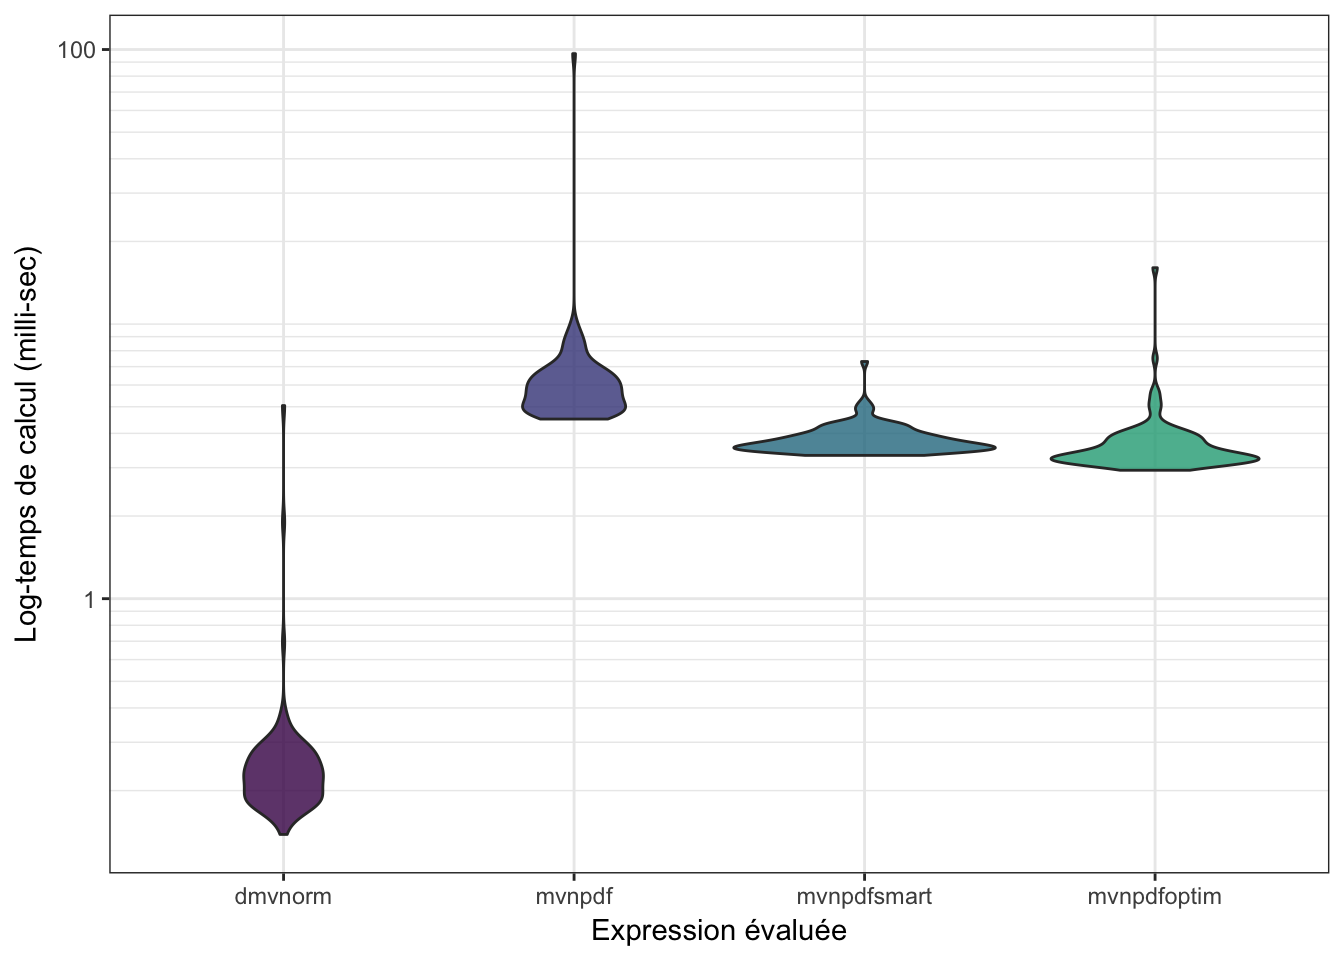 Log-temps de calcul (milli-sec)
100
1
dmvnorm
mvnpdf
mvnpdfsmart
mvnpdfoptim
Expression évaluée